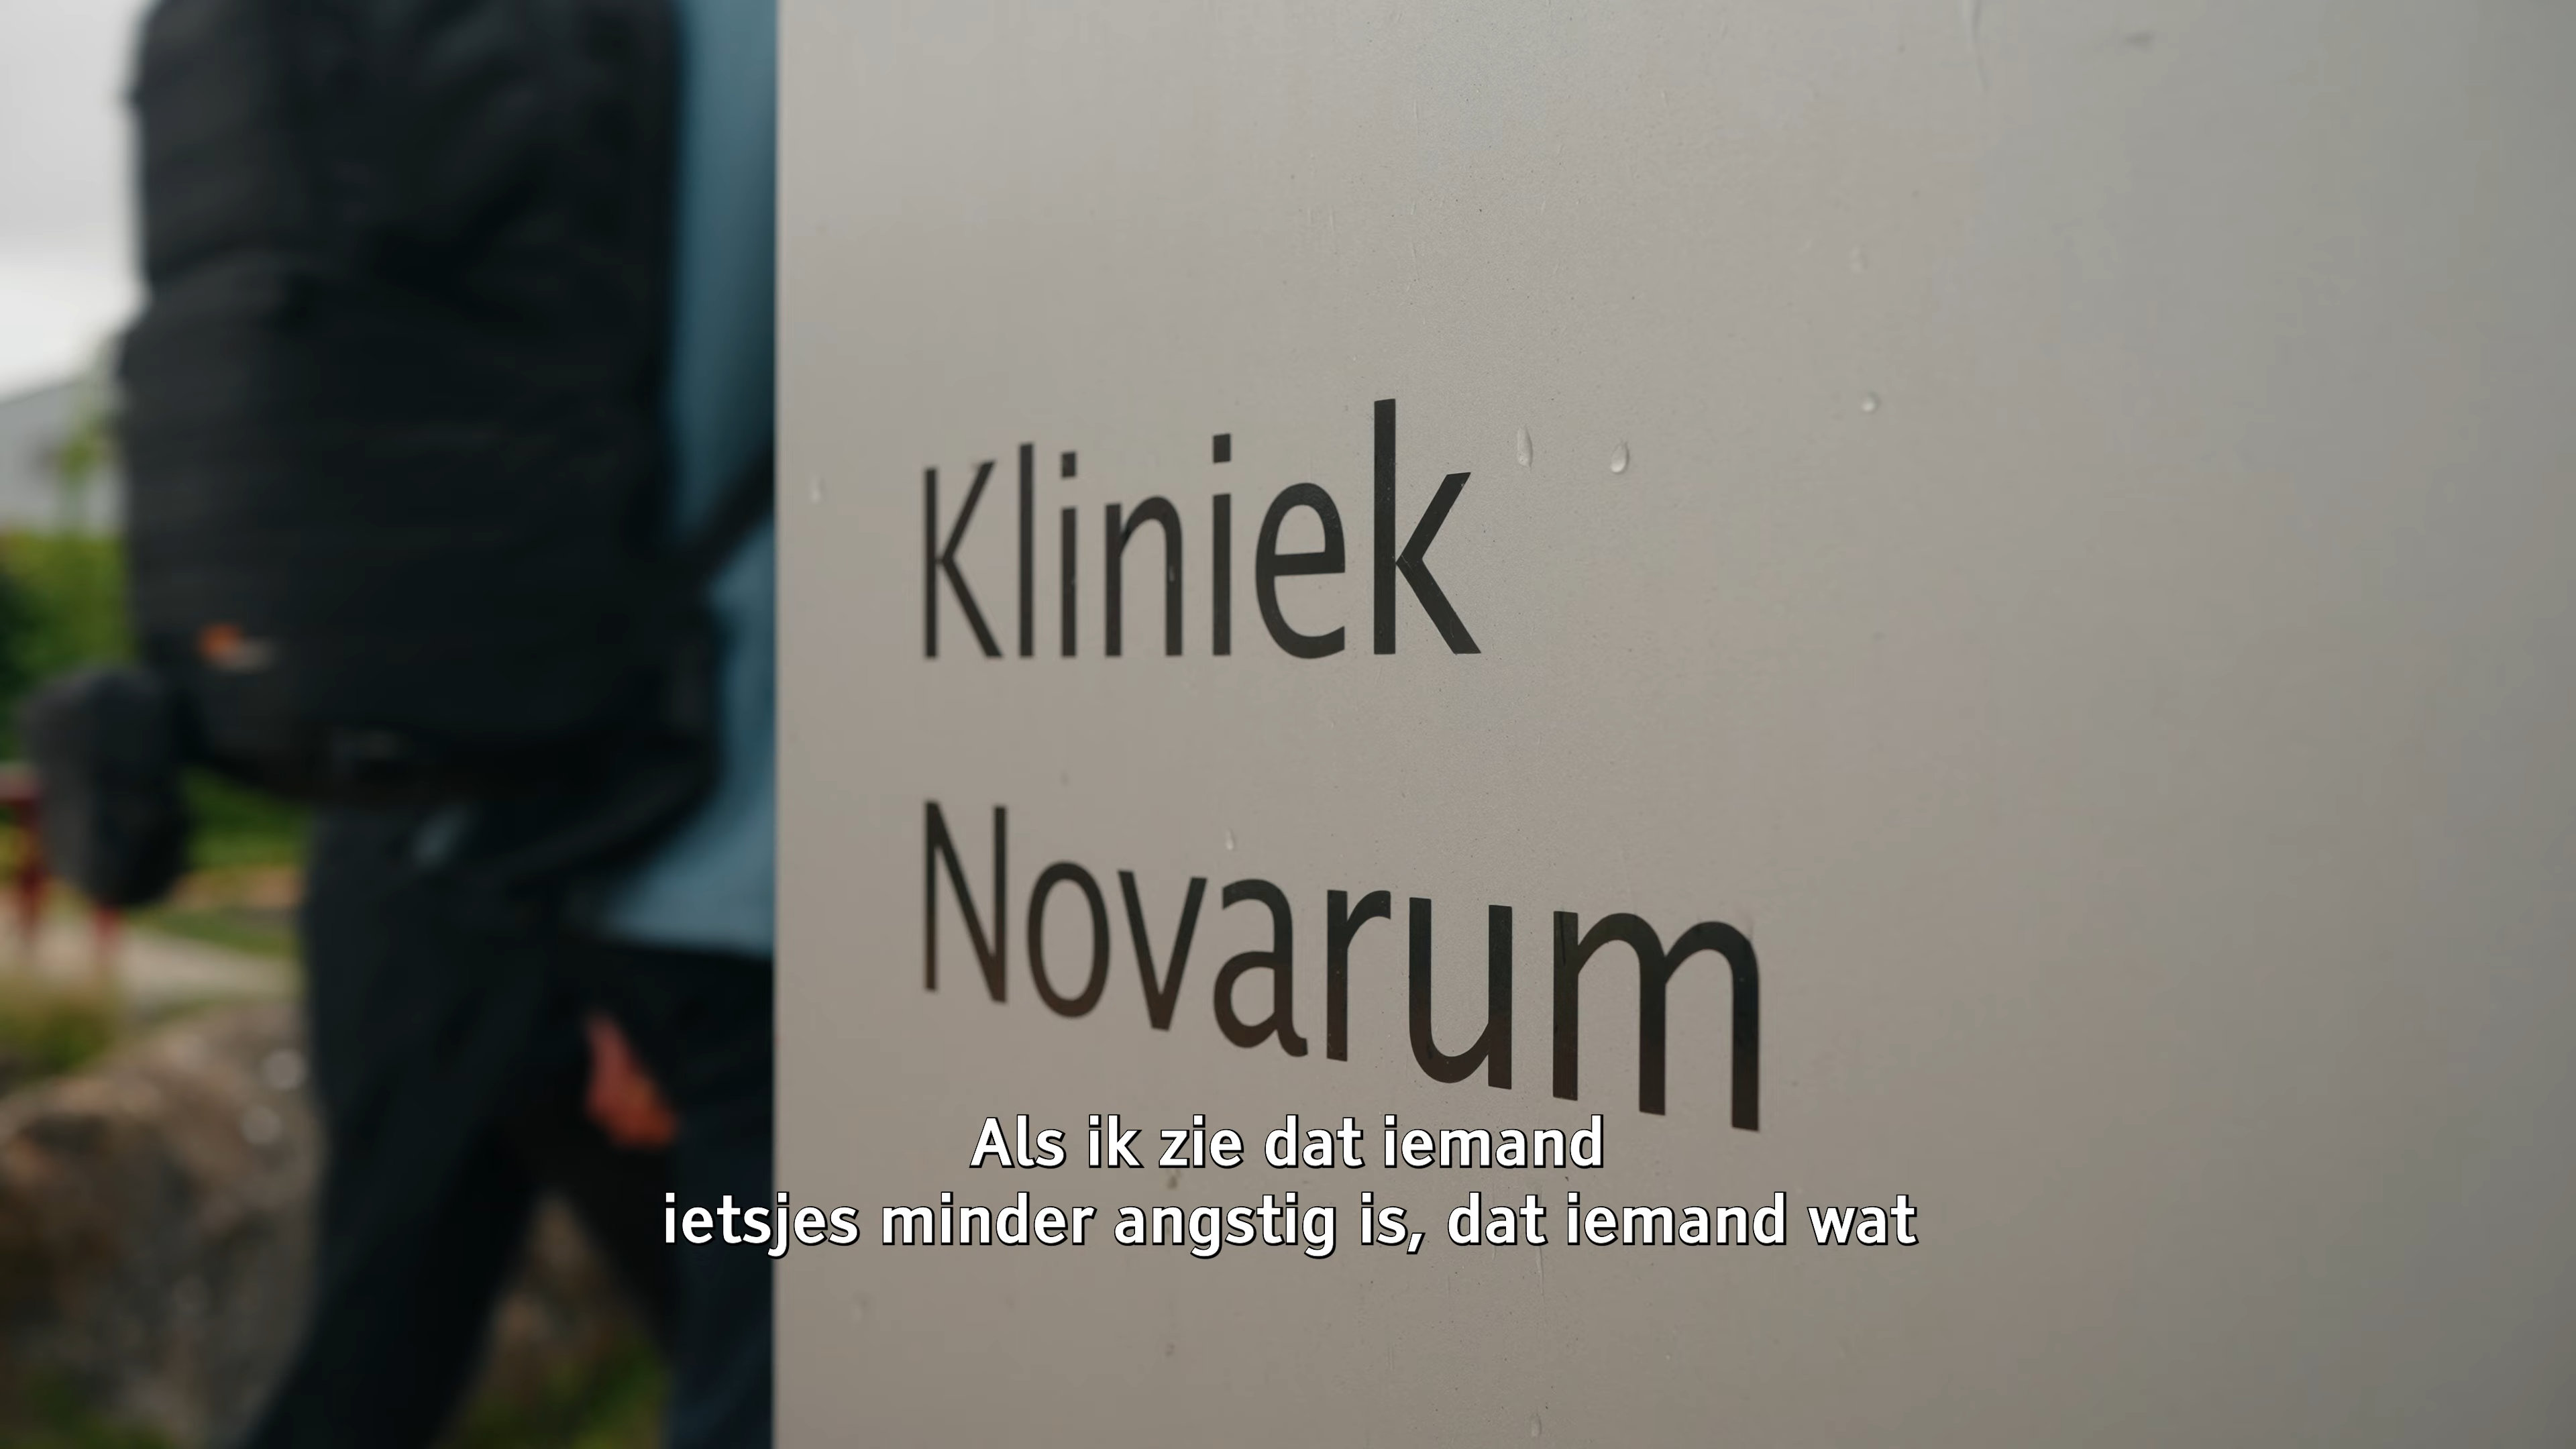 Kliniek
Novarum
Als ik zie dat iemand
ietsjes minder angstig is, dat iemand wat